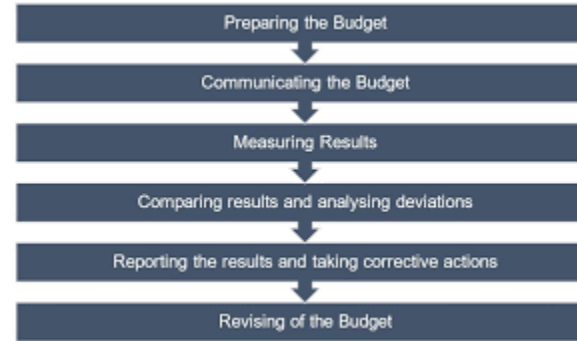 Preparing the Budget
Communicating the Budget
Measuring Results
Comparing results and analysing deviations
Reporting the results and taking corrective actions
Revising of the Budget